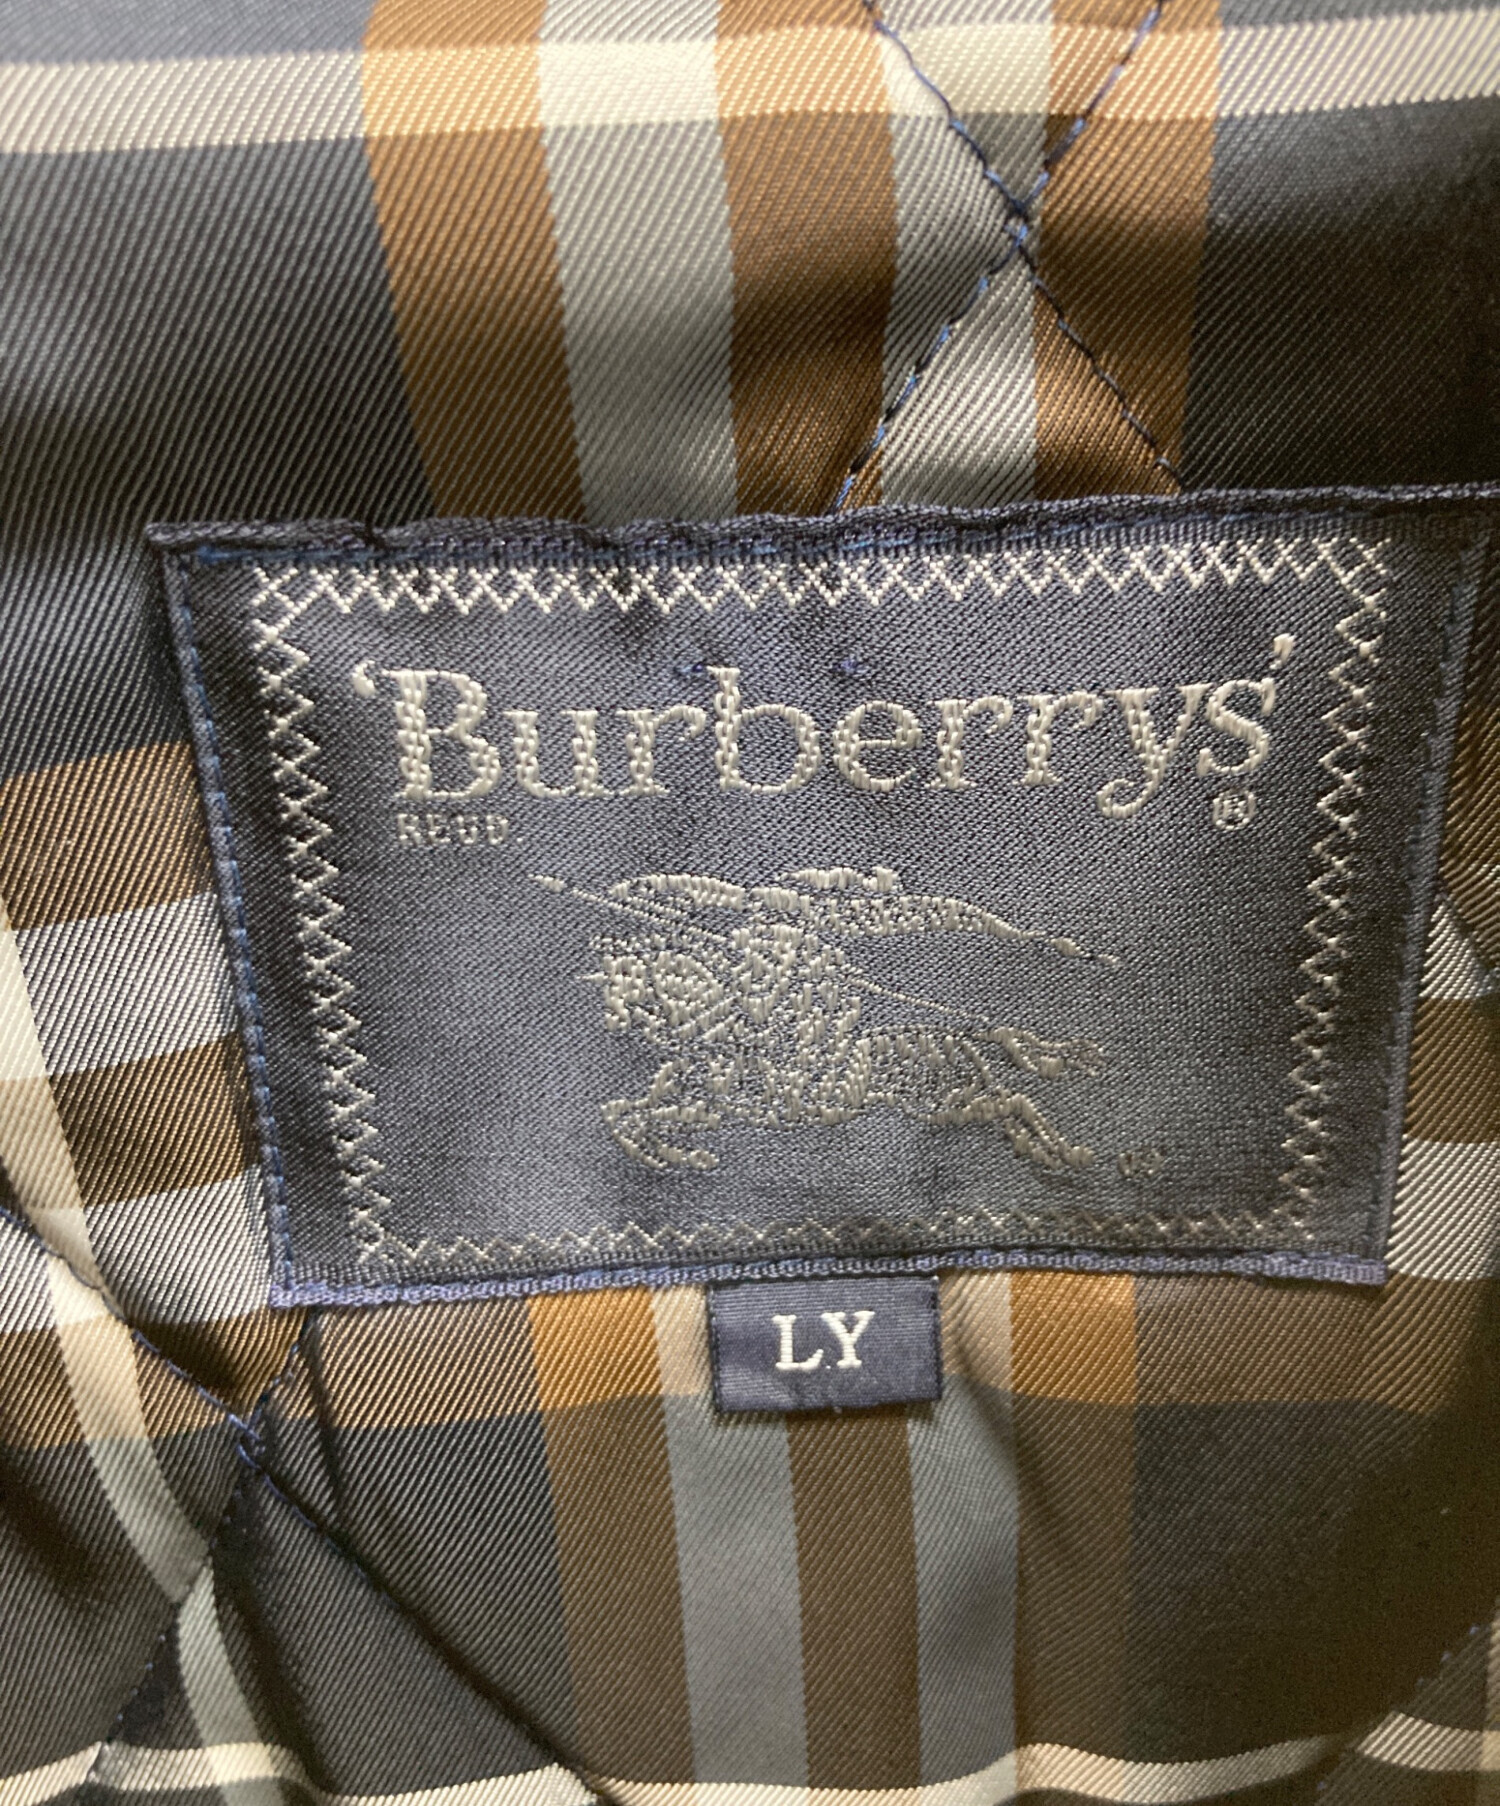 'Burberrys'
REGD. ®
LY